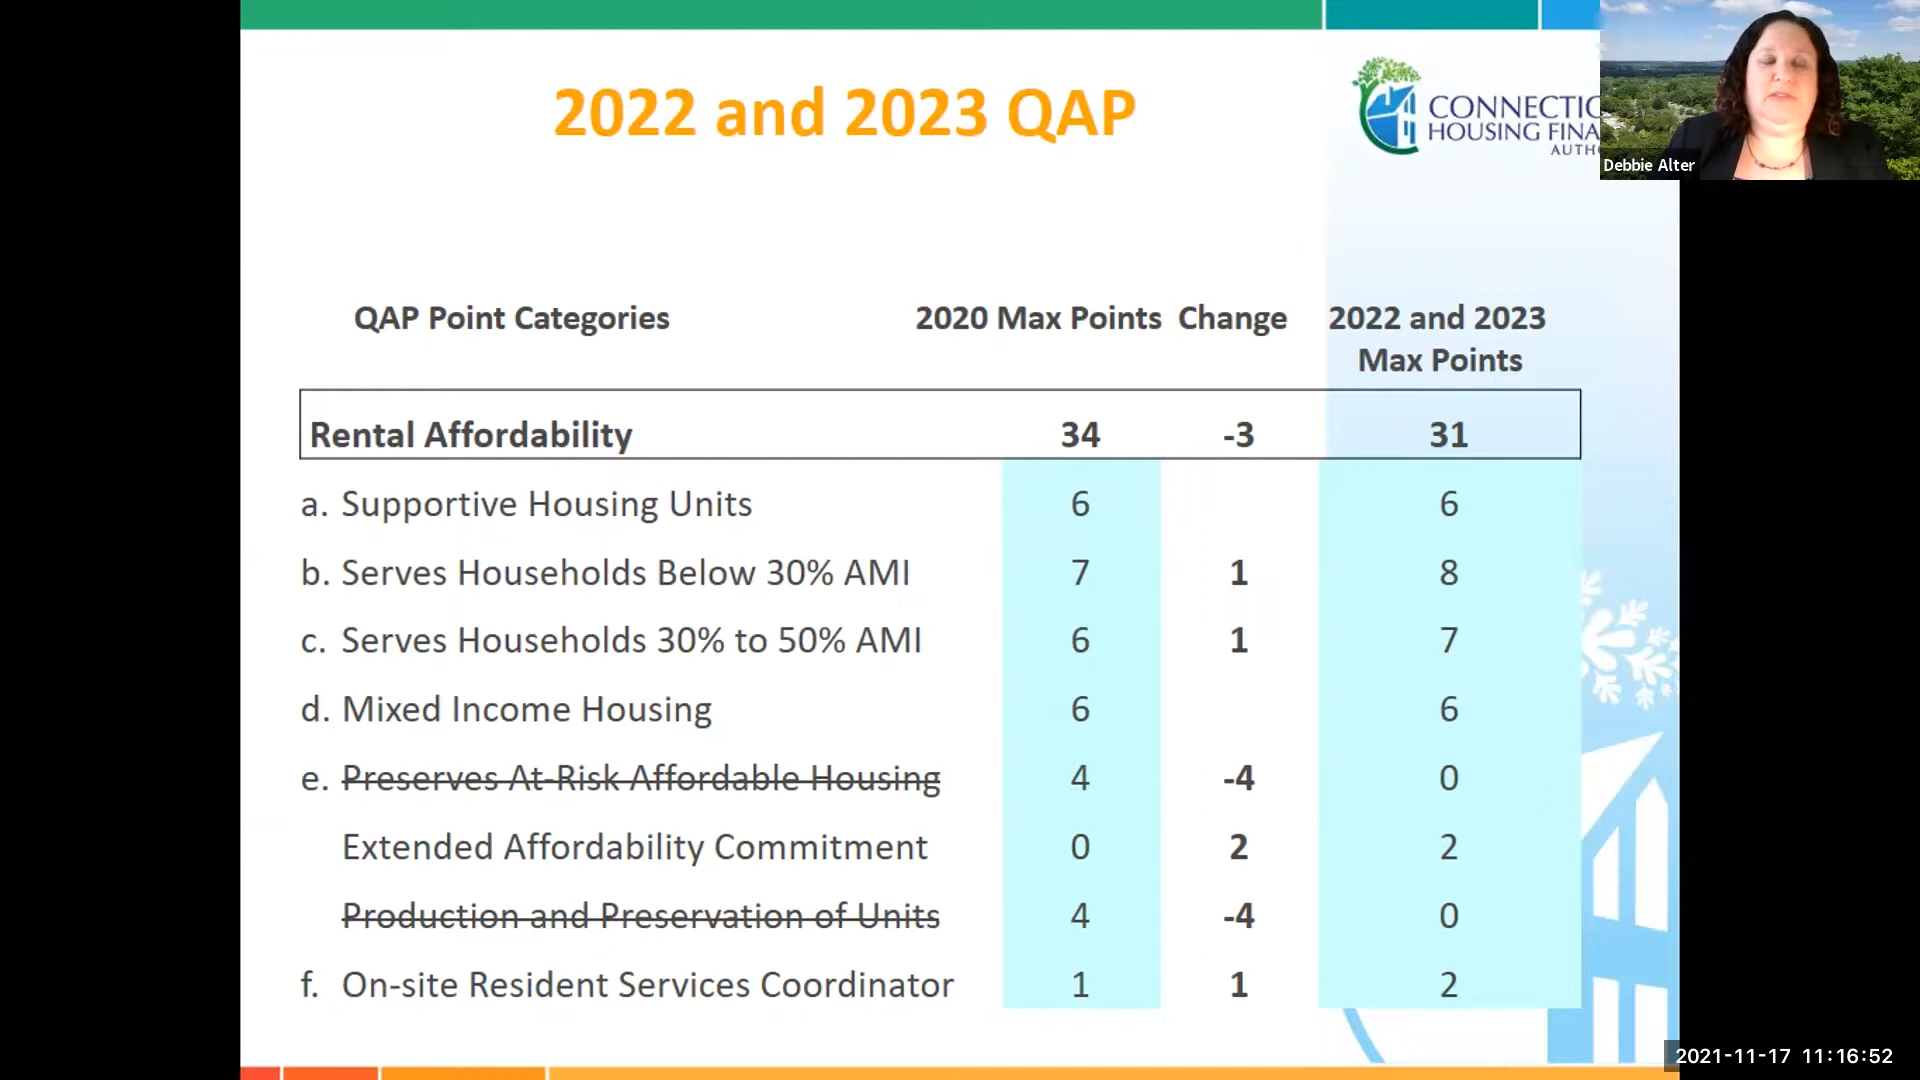 2022 and 2023 QAP
CONNECTIC
HOUSING FINA
AUTH
Debbie Alter
QAP Point Categories 2020 Max Points Change 2022 and 2023
Max Points
Rental Affordability 34 -3 31
a. Supportive Housing Units 6 6
b. Serves Households Below 30% AMI 7 1 8
c. Serves Households 30% to 50% AMI 6 1 7
d. Mixed Income Housing 6 6
e. Preserves At-Risk Affordable Housing 4 -4 0
Extended Affordability Commitment 0 2 2
Production and Preservation of Units 4 -4 0
f. On-site Resident Services Coordinator 1 1 2
2021-11-17 11:16:52